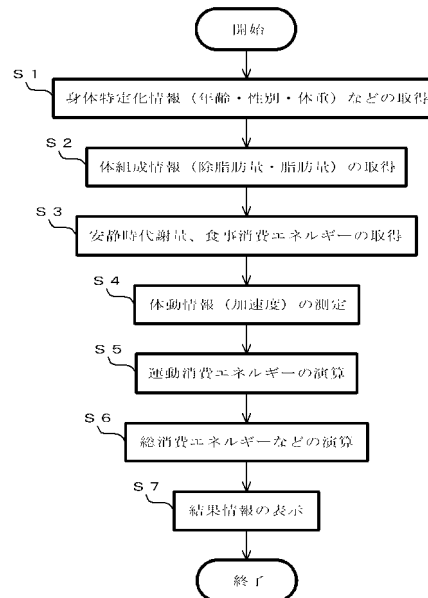 開始
S1
身体特定化情報（年齢・性別・体重）などの取得
S2
体組成情報（除脂肪量・脂肪量）の取得
S3
安静時代謝量、食事消費エネルギーの取得
S4
体動情報（加速度）の測定
S5
運動消費エネルギーの演算
S6
総消費エネルギーなどの演算
S7
結果情報の表示
終了